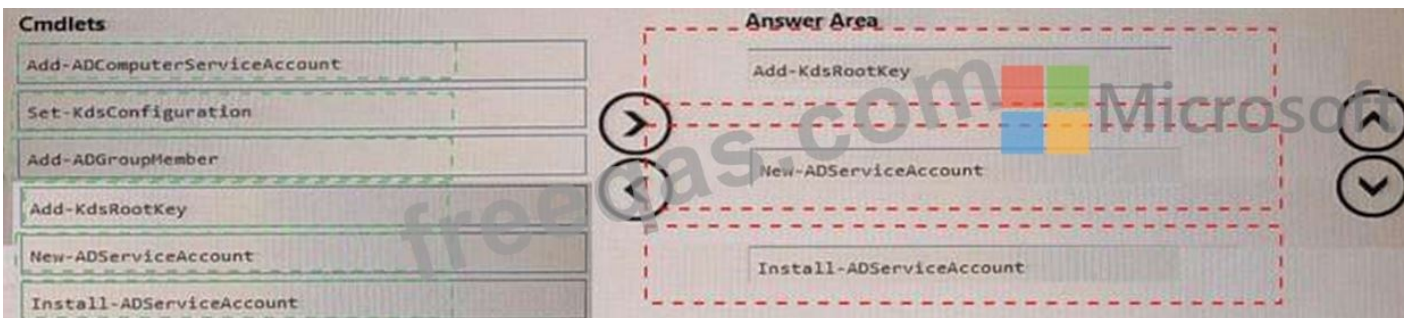 Cmdlets
Add-ADComputerServiceAccount
Set-KdsConfiguration
Add-ADGroupMember
Add-KdsRootKey
New-ADServiceAccount
Install-ADServiceAccount
Answer Area
Add-KdsRootKey
New-ADServiceAccount
Install-ADServiceAccount
Microsoft
freeqas.com